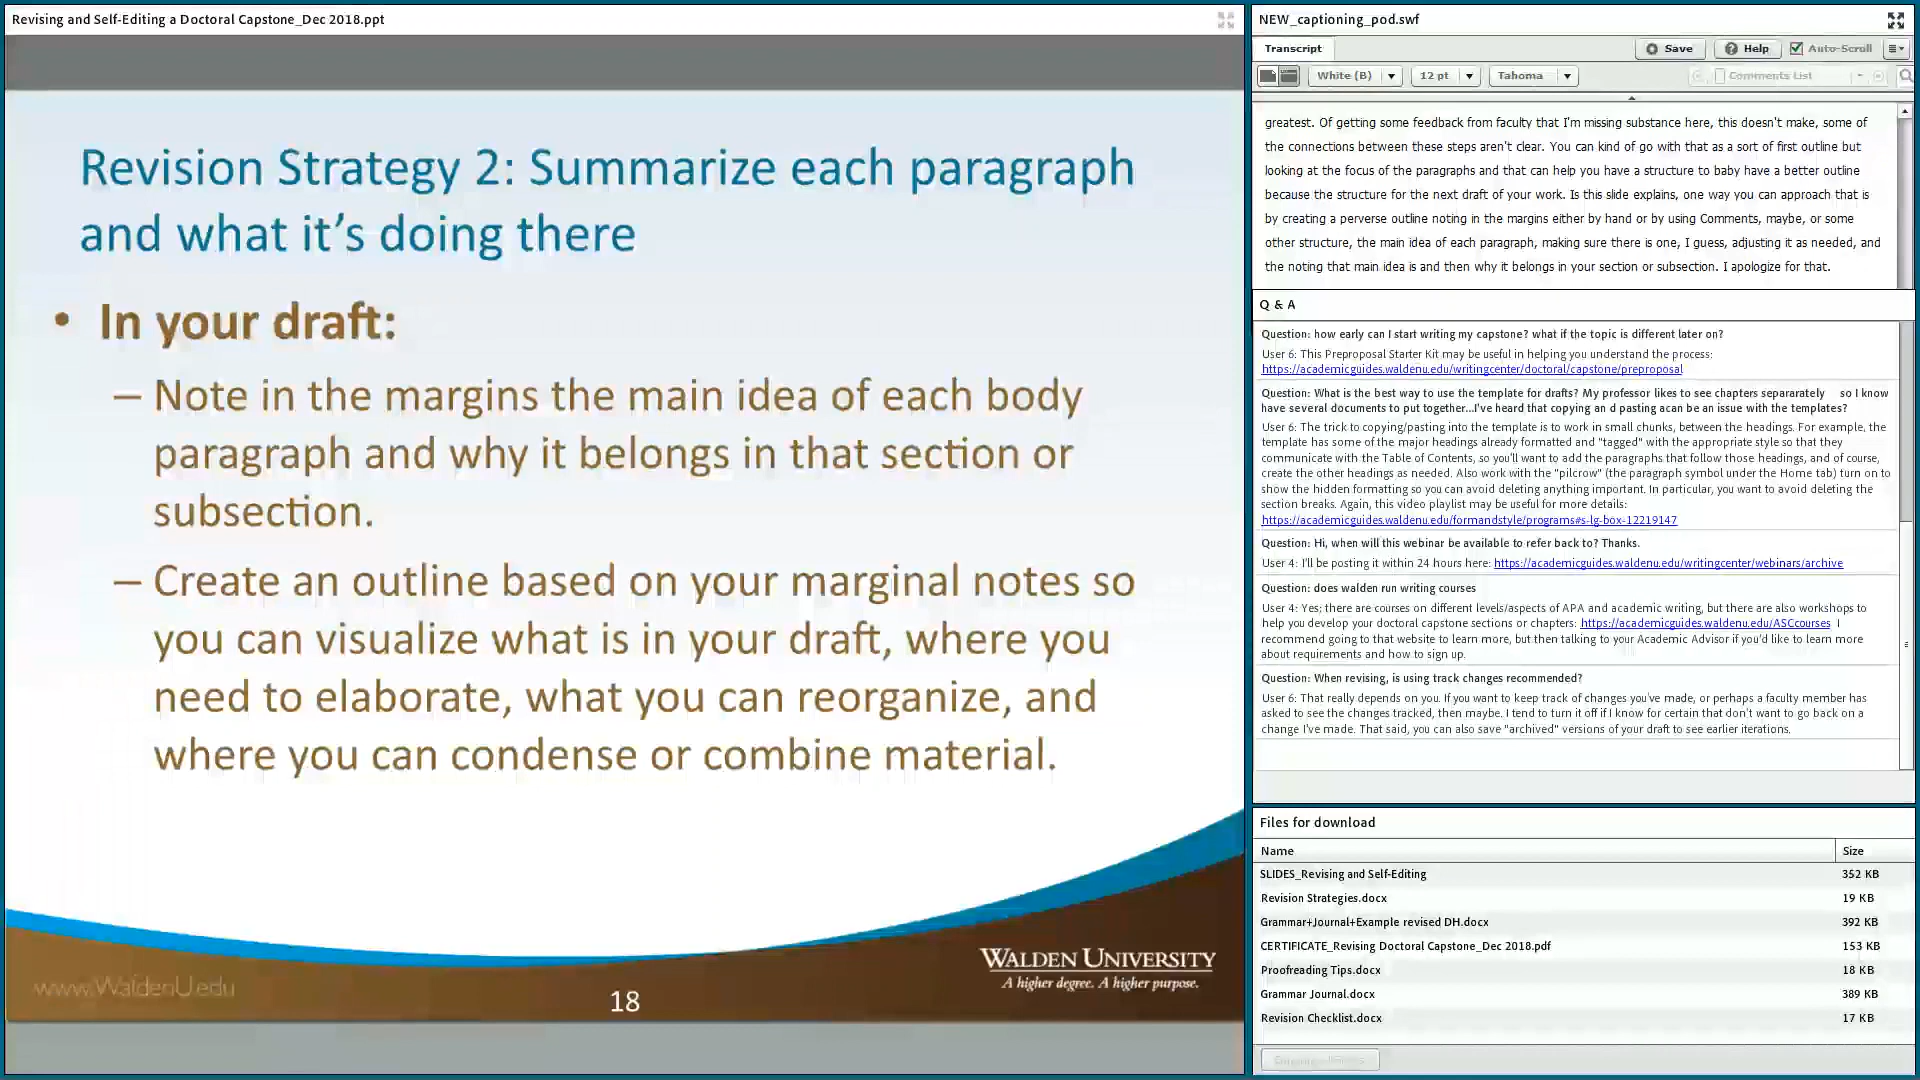 Revising and Self-Editing a Doctoral Capstone_Dec 2018.ppt
Revision Strategy 2: Summarize each paragraph
and what it's doing there
• In your draft:
– Note in the margins the main idea of each body
paragraph and why it belongs in that section or
subsection.
– Create an outline based on your marginal notes so
you can visualize what is in your draft, where you
need to elaborate, what you can reorganize, and
where you can condense or combine material.
www.WaldenU.edu
18
WALDEN UNIVERSITY
A higher degree. A higher purpose.
NEW_captioning_pod.swf
Transcript
Save
Help
Auto-Scroll
White (B)
12 pt
Tahoma
Comments List
greatest. Of getting some feedback from faculty that I'm missing substance here, this doesn't make, some of
the connections between these steps aren't clear. You can kind of go with that as a sort of first outline but
looking at the focus of the paragraphs and that can help you have a structure to baby have a better outline
because the structure for the next draft of your work. Is this slide explains, one way you can approach that is
by creating a perverse outline noting in the margins either by hand or by using Comments, maybe, or some
other structure, the main idea of each paragraph, making sure there is one, I guess, adjusting it as needed, and
the noting that main idea is and then why it belongs in your section or subsection. I apologize for that.
Q & A
Question: how early can I start writing my capstone? what if the topic is different later on?
User 6: This Preproposal Starter Kit may be useful in helping you understand the process:
https://academicguides.waldenu.edu/writingcenter/doctoral/capstone/preproposal
Question: What is the best way to use the template for drafts? My professor likes to see chapters separarately so I know
have several documents to put together...I've heard that copying an d pasting acan be an issue with the templates?
User 6: The trick to copying/pasting into the template is to work in small chunks, between the headings. For example, the
template has some of the major headings already formatted and "tagged" with the appropriate style so that they
communicate with the Table of Contents, so you'll want to add the paragraphs that follow those headings, and of course,
create the other headings as needed. Also work with the "pilcrow" (the paragraph symbol under the Home tab) turn on to
show the hidden formatting so you can avoid deleting anything important. In particular, you want to avoid deleting the
section breaks. Again, this video playlist may be useful for more details:
https://academicguides.waldenu.edu/formandstyle/programs#s-lg-box-12219147
Question: Hi, when will this webinar be available to refer back to? Thanks.
User 4: I'll be posting it within 24 hours here: https://academicguides.waldenu.edu/writingcenter/webinars/archive
Question: does walden run writing courses
User 4: Yes; there are courses on different levels/aspects of APA and academic writing, but there are also workshops to
help you develop your doctoral capstone sections or chapters: https://academicguides.waldenu.edu/ASCcourses I
recommend going to that website to learn more, but then talking to your Academic Advisor if you'd like to learn more
about requirements and how to sign up.
Question: When revising, is using track changes recommended?
User 6: That really depends on you. If you want to keep track of changes you've made, or perhaps a faculty member has
asked to see the changes tracked, then maybe. I tend to turn it off if I know for certain that don't want to go back on a
change I've made. That said, you can also save "archived" versions of your draft to see earlier iterations.
Files for download
Name Size
SLIDES_Revising and Self-Editing 352 KB
Revision Strategies.docx 19 KB
Grammar+Journal+Example revised DH.docx 392 KB
CERTIFICATE_Revising Doctoral Capstone_Dec 2018.pdf 153 KB
Proofreading Tips.docx 18 KB
Grammar Journal.docx 389 KB
Revision Checklist.docx 17 KB